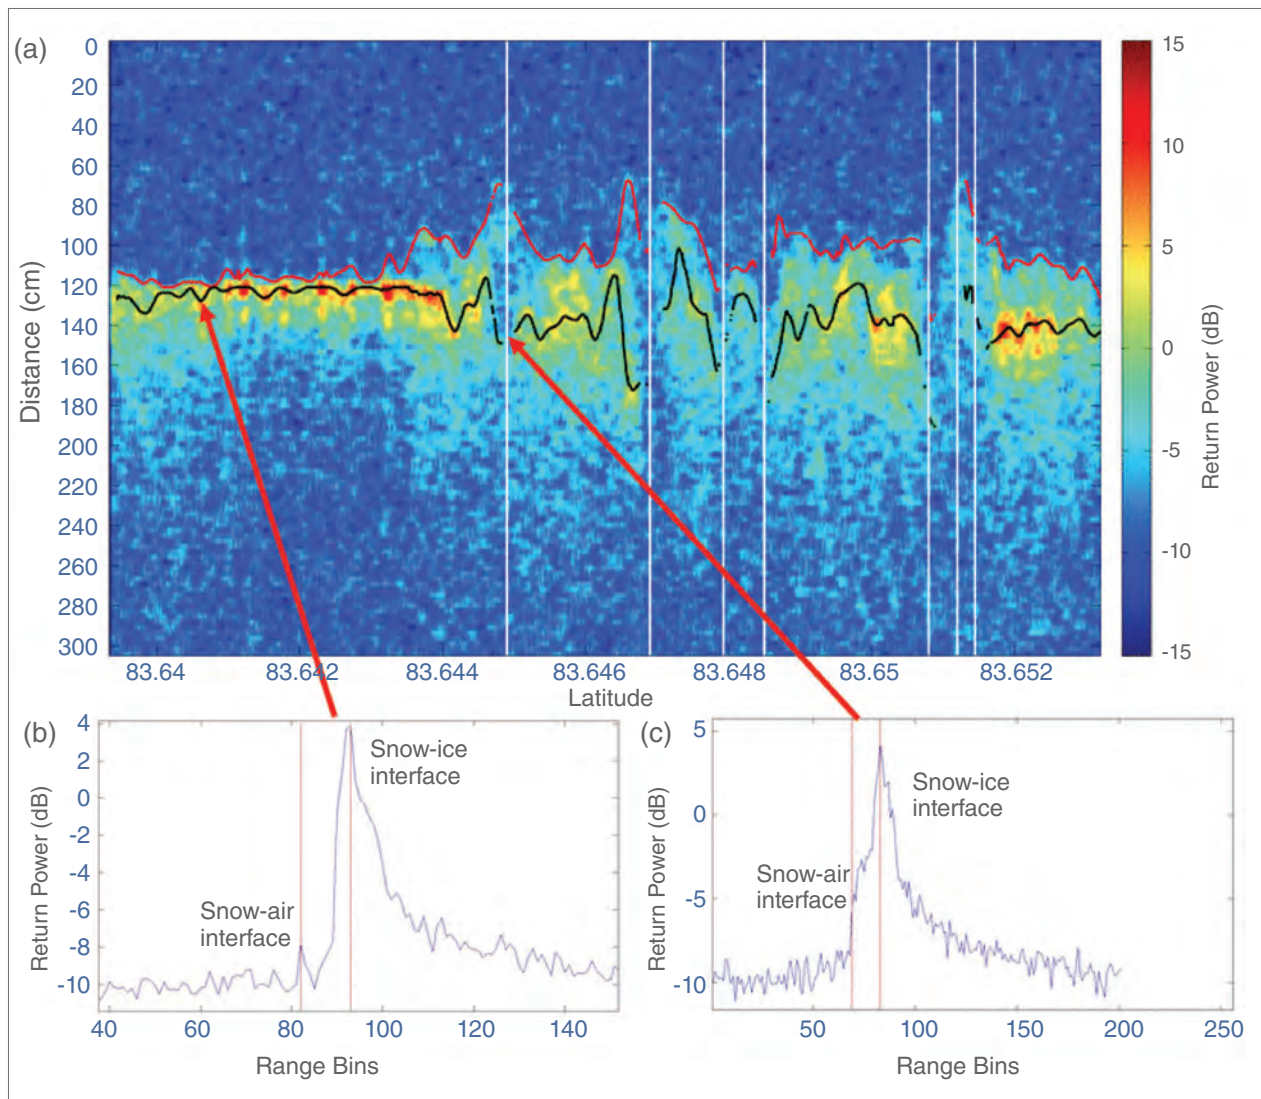 (a)
0
20
40
60
80
100
120
140
160
180
200
220
240
260
280
300
Distance (cm)
83.64
83.642
83.644
83.646
83.648
83.65
83.652
Latitude
15
10
5
0
-5
-10
-15
Return Power (dB)
(b)
4
2
0
-2
-4
-6
-8
-10
Return Power (dB)
Snow-ice
interface
Snow-air
interface
40
60
80
100
120
140
Range Bins
(c)
5
0
-5
-10
Return Power (dB)
Snow-ice
interface
Snow-air
interface
50
100
150
200
250
Range Bins